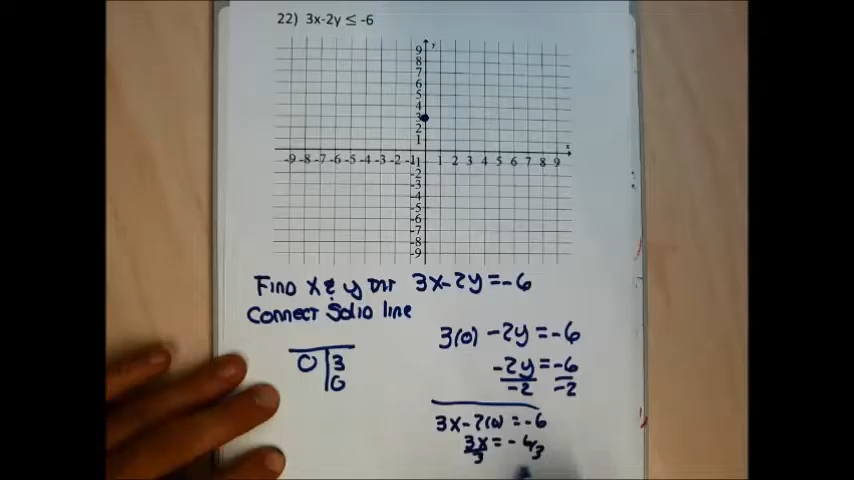 22) 3x-2y ≤ -6
y
9
8
7
6
5
4
3
2
1
x
-9 -8 -7 -6 -5 -4 -3 -2 -1 1 2 3 4 5 6 7 8 9
-2
-3
-4
-5
-6
-7
-8
-9
Find x & y int 3x-2y=-6
Connect Solid line
3(0) -2y = -6
0 3
-2y = -6
-2 -2
0
3x-2(0) = -6
3x = -6/3
3